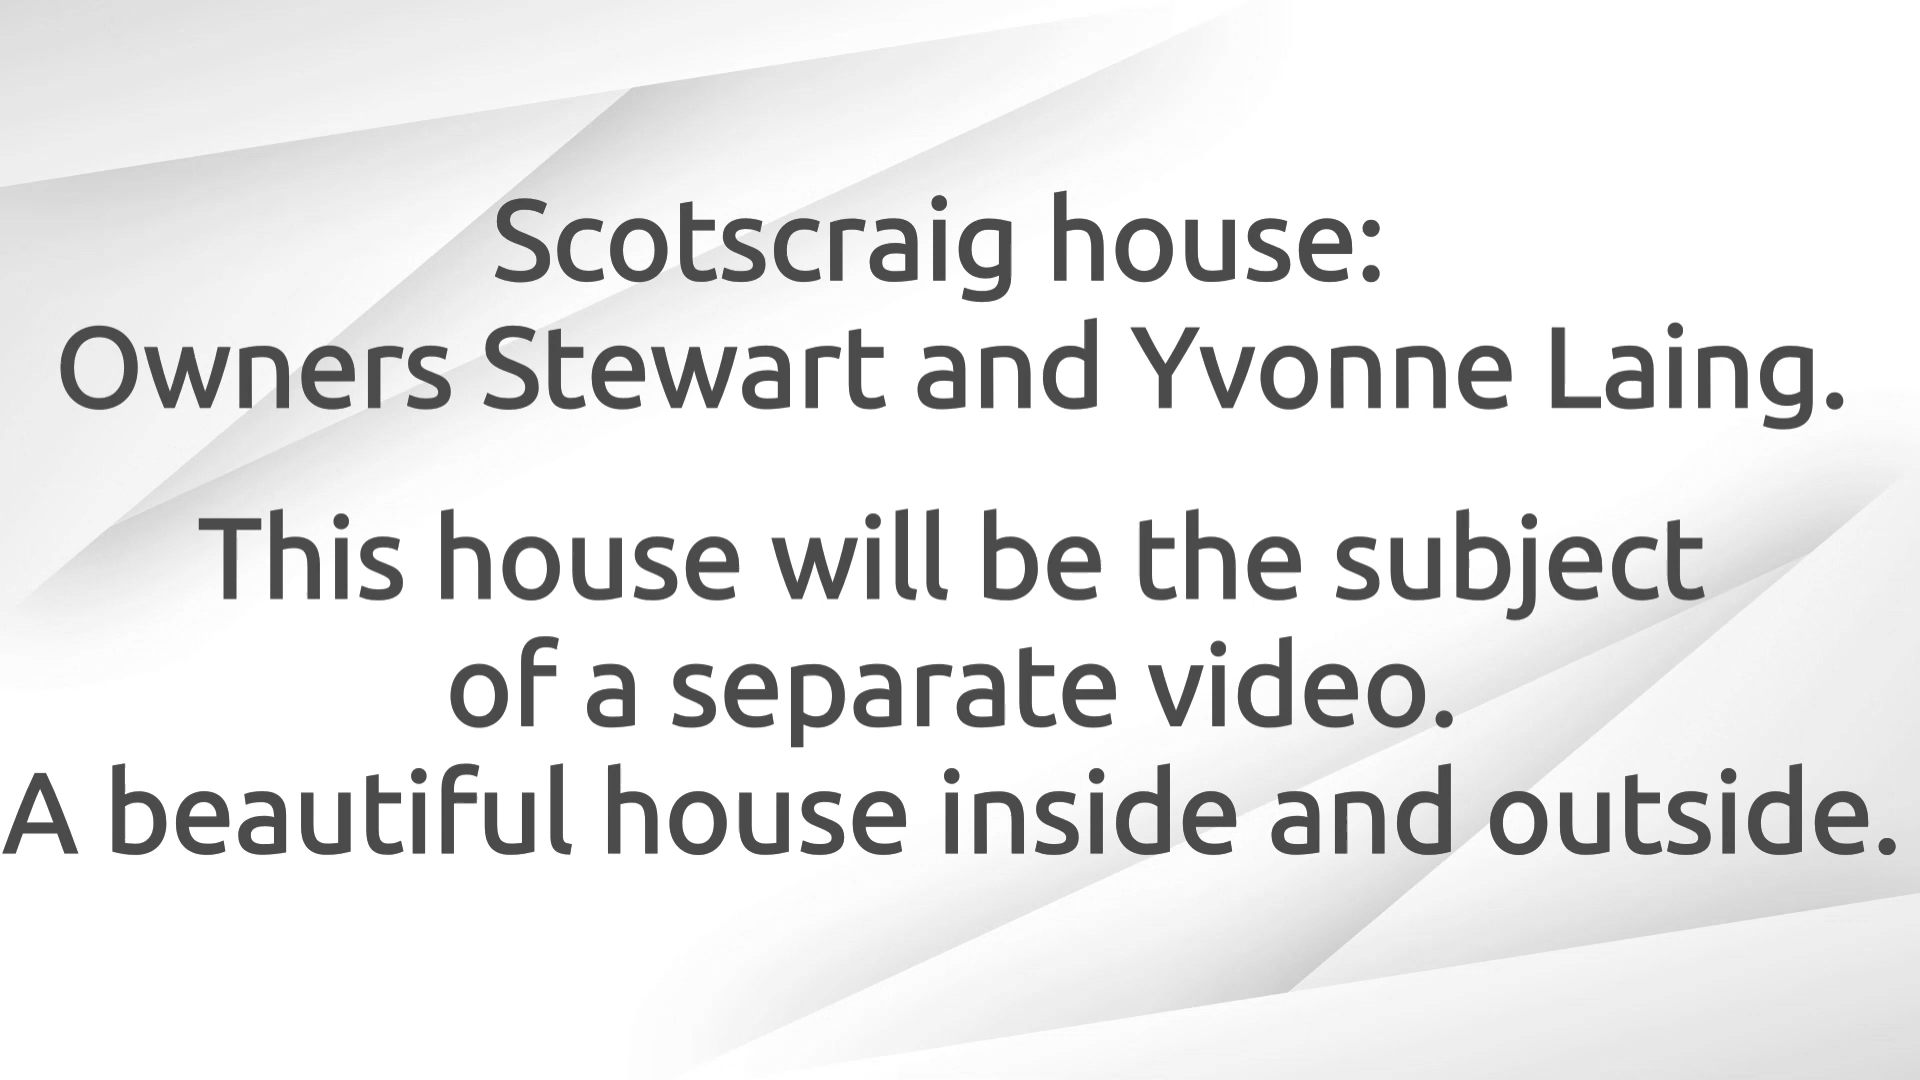 Scotscraig house:
Owners Stewart and Yvonne Laing.
This house will be the subject
of a separate video.
A beautiful house inside and outside.